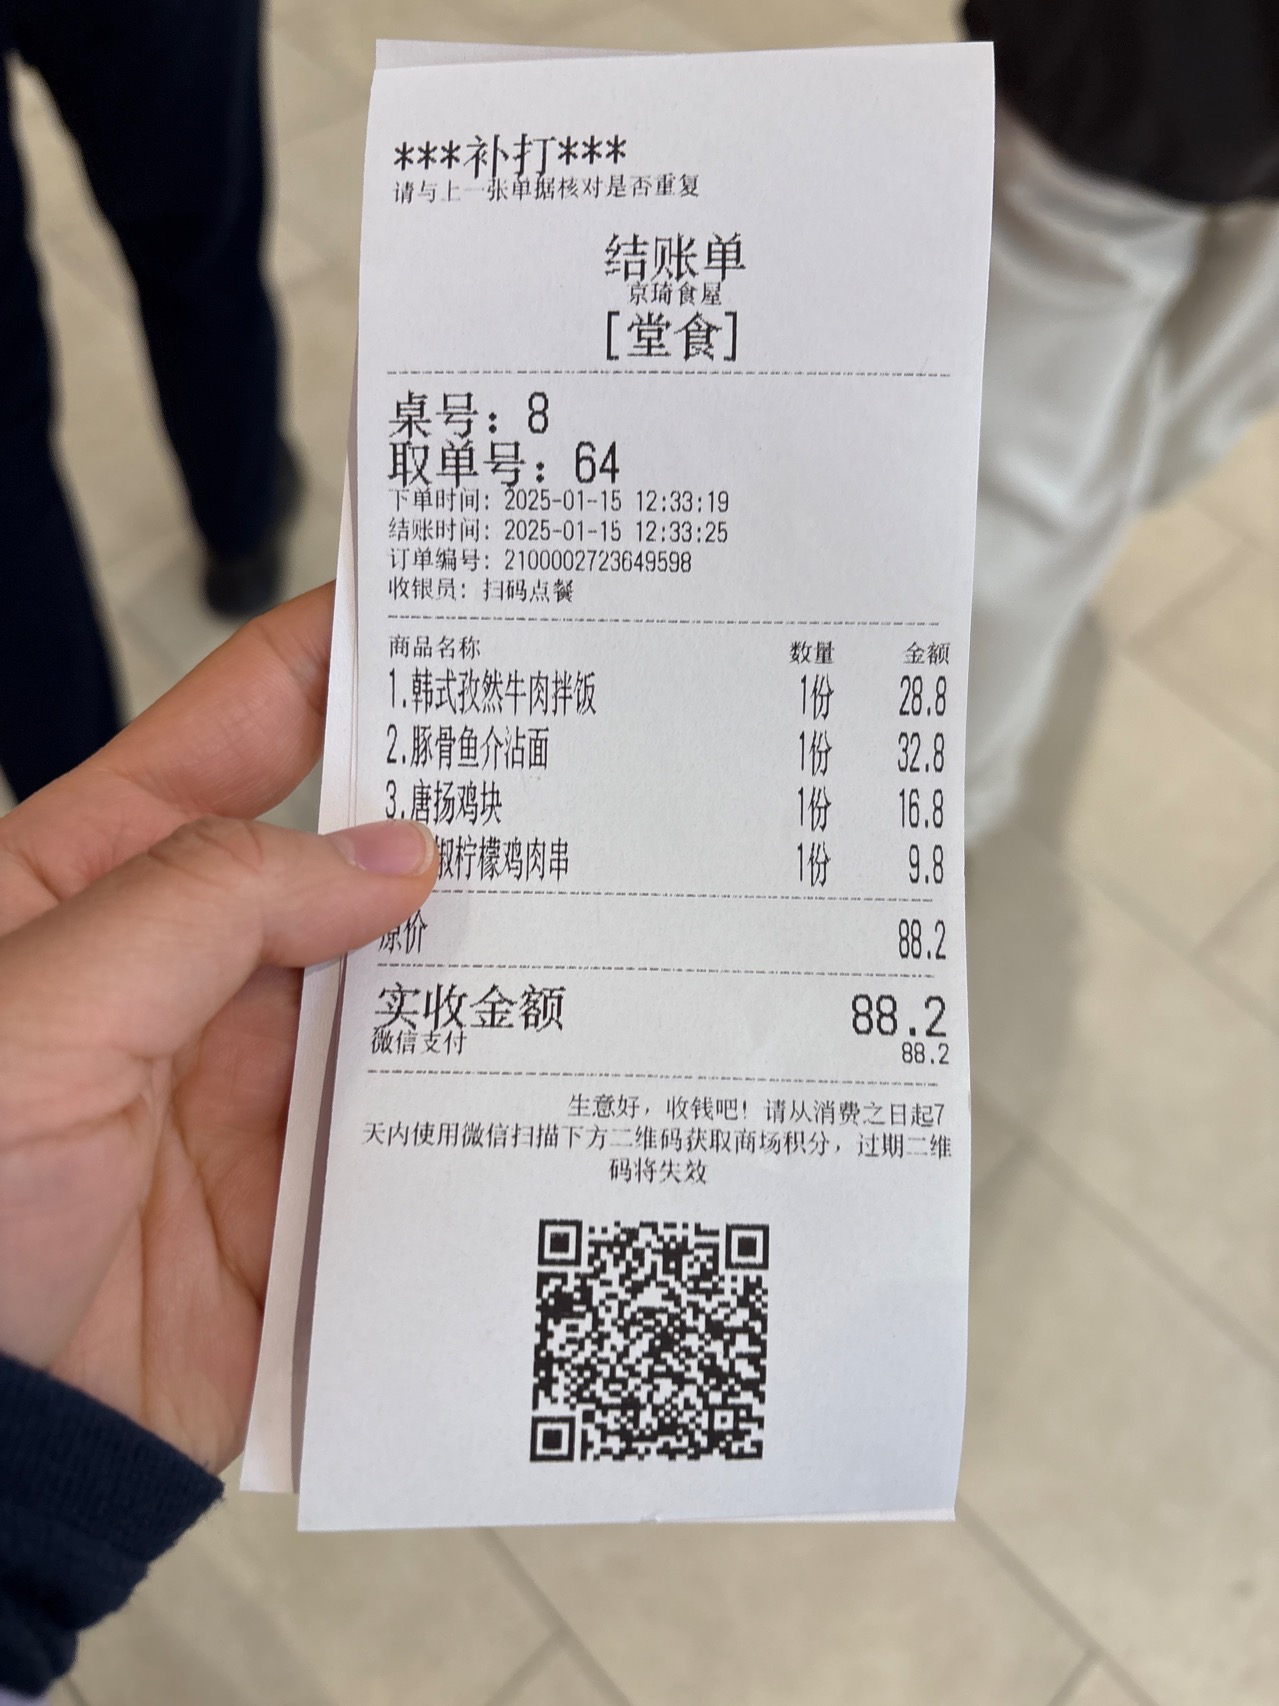 ***补打***
请与上一张单据核对是否重复
结账单
京琦食屋
[堂食]
桌号：8
取单号：64
下单时间：2025-01-15 12:33:19
结账时间：2025-01-15 12:33:25
订单编号：2100002723649598
收银员：扫码点餐
商品名称 数量 金额
1.韩式孜然牛肉拌饭 1份 28.8
2.豚骨鱼介沾面 1份 32.8
3.唐扬鸡块 1份 16.8
椒柠檬鸡肉串 1份 9.8
原价 88.2
实收金额 88.2
微信支付 88.2
生意好，收钱吧！请从消费之日起7
天内使用微信扫描下方二维码获取商场积分，过期二维
码将失效